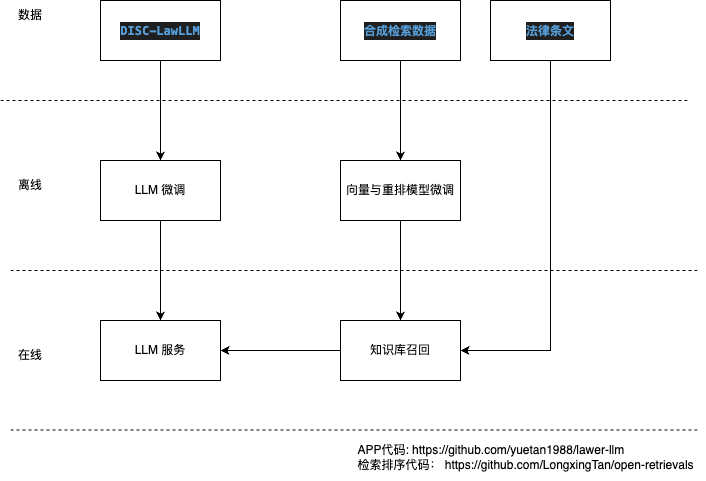 数据
DISC-LawLLM
合成检索数据
法律条文
离线
LLM 微调
向量与重排模型微调
在线
LLM 服务
知识库召回
APP代码: https://github.com/yuetan1988/lawer-llm
检索排序代码： https://github.com/LongxingTan/open-retrievals